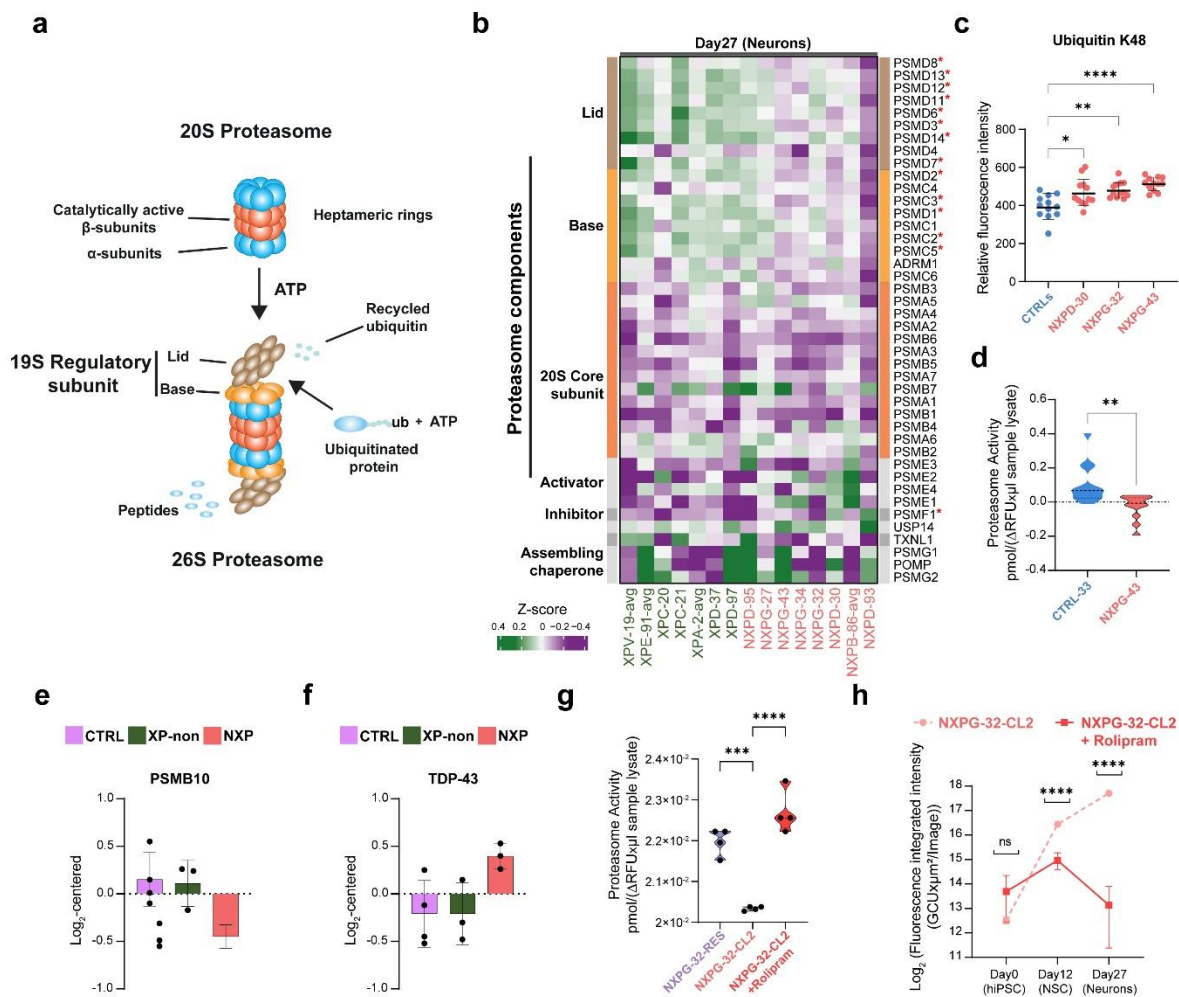 a
20S Proteasome
Catalytically active
β-subunits
Heptameric rings
α-subunits
ATP
Recycled
ubiquitin
19S Regulatory
subunit
Lid
Base
ub + ATP
Ubiquitinated
protein
Peptides
26S Proteasome
b
Day27 (Neurons)
Proteasome components
Lid
Base
20S Core
subunit
Activator
Inhibitor
Assembling
chaperone
PSMD8*
PSMD13*
PSMD12*
PSMD11*
PSMD6*
PSMD3*
PSMD14*
PSMD4
PSMD7*
PSMD2*
PSMC4
PSMC3*
PSMD1*
PSMC1
PSMC2*
PSMC5*
ADRM1
PSMC6
PSMB3
PSMA5
PSMA4
PSMA2
PSMB6
PSMA3
PSMB5
PSMA7
PSMB7
PSMA1
PSMB1
PSMB4
PSMA6
PSMB2
PSME3
PSME2
PSME4
PSME1
PSMF1*
USP14
TXNL1
PSMG1
POMP
PSMG2
Z-score
0.4 0.2 0 −0.2−0.4
XPV-19-avg
XPE-91-avg
XPC-20
XPC-21
XPA-2-avg
XPD-37
XPD-97
NXPD-95
NXPG-27
NXPG-43
NXPG-34
NXPG-32
NXPD-30
NXPB-86-avg
NXPD-93
c
Ubiquitin K48
****
**
*
Relative fluorescence intensity
800
600
400
200
0
CTRLs
NXPD-30
NXPG-32
NXPG-43
d
**
Proteasome Activity
pmol/(ΔRFUxµl sample lysate)
0.6
0.4
0.2
0.0
-0.2
-0.4
CTRL-33
NXPG-43
e
CTRL XP-non NXP
PSMB10
Log2-centered
1.0
0.5
0.0
-0.5
-1.0
f
CTRL XP-non NXP
TDP-43
Log2-centered
1.0
0.5
0.0
-0.5
-1.0
g
****
***
Proteasome Activity
pmol/(ΔRFUxµl sample lysate)
2.4×10-2
2.3×10-2
2.2×10-2
2.1×10-2
2×10-2
NXPG-32-RES
NXPG-32-CL2
NXPG-32-CL2
+Rolipram
h
NXPG-32-CL2
NXPG-32-CL2
+ Rolipram
****
****
ns
Log2 (Fluorescence integrated intensity
(GCUxµm²/Image))
18
17
16
15
14
13
12
11
Day0
(hiPSC)
Day12
(NSC)
Day27
(Neurons)